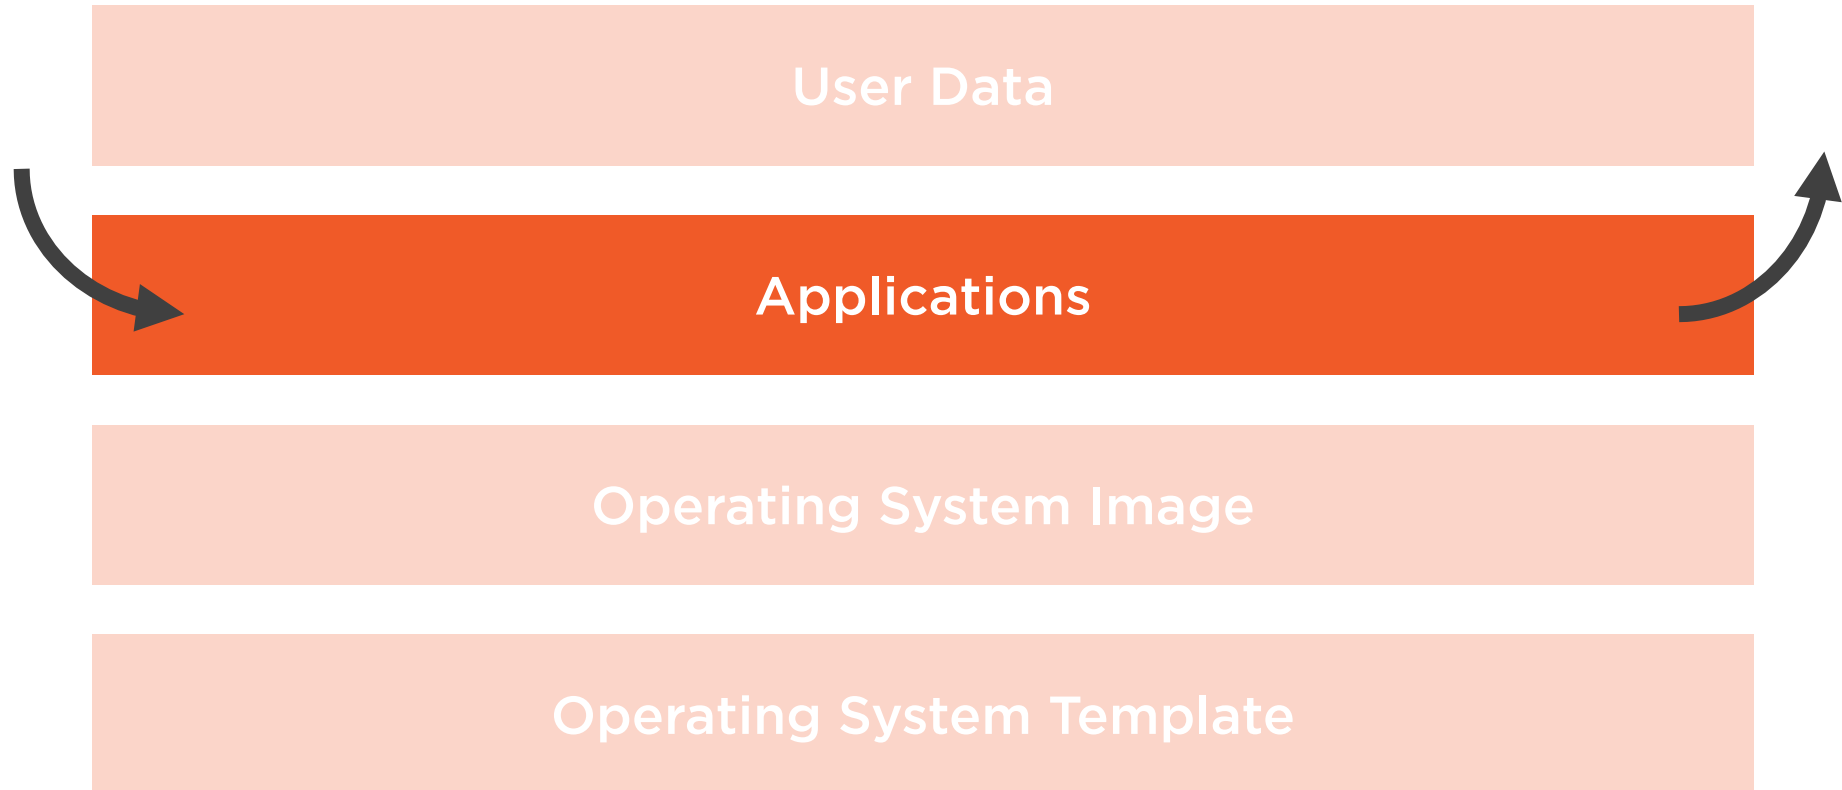 User Data
Applications
Operating System Image
Operating System Template